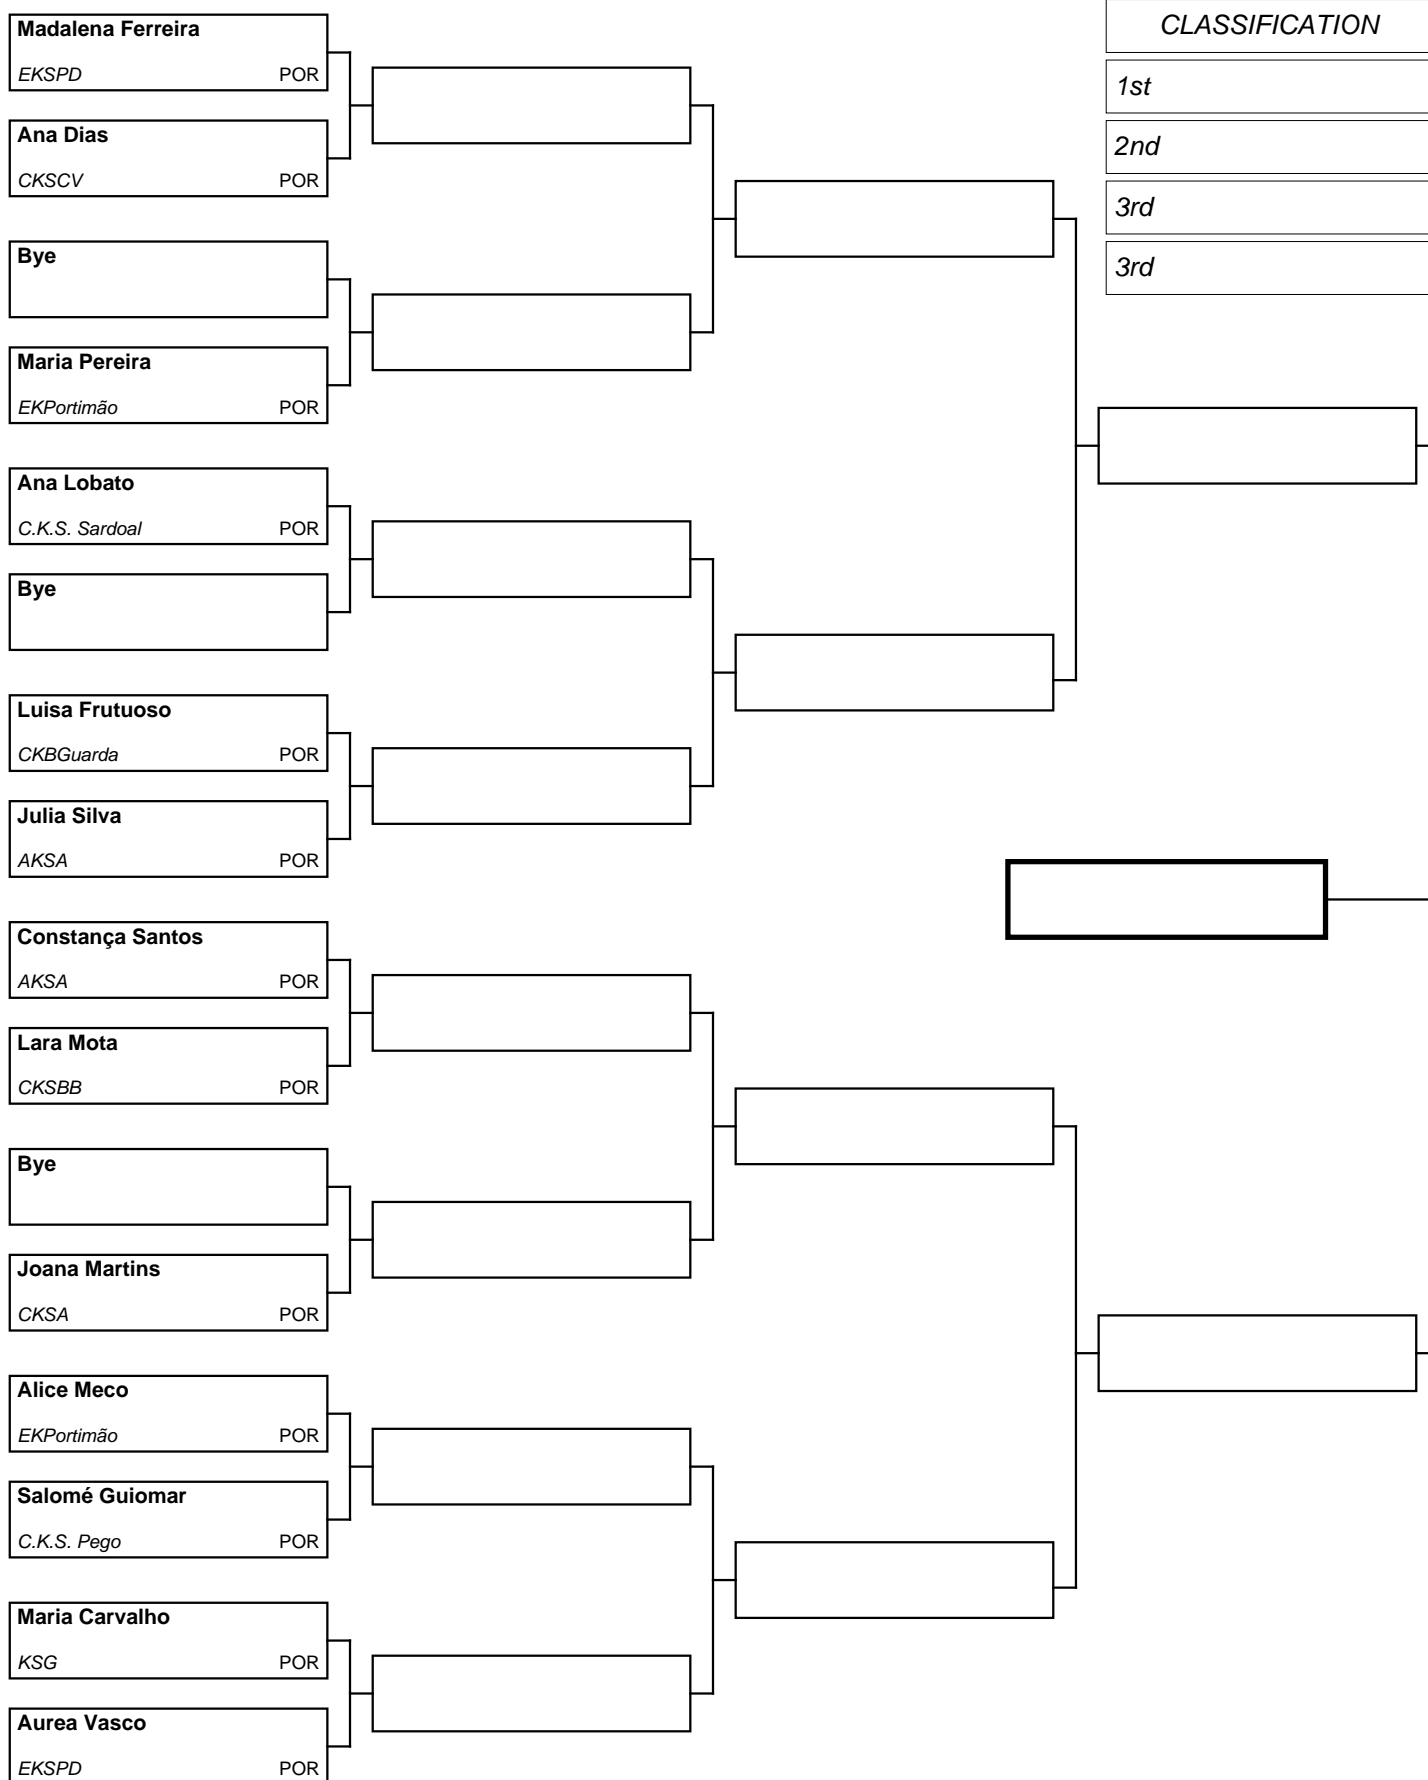 Madalena Ferreira
EKSPD POR
Ana Dias
CKSCV POR
Bye
Maria Pereira
EKPortimão POR
Ana Lobato
C.K.S. Sardoal POR
Bye
Luisa Frutuoso
CKBGuarda POR
Julia Silva
AKSA POR
Constança Santos
AKSA POR
Lara Mota
CKSBB POR
Bye
Joana Martins
CKSA POR
Alice Meco
EKPortimão POR
Salomé Guiomar
C.K.S. Pego POR
Maria Carvalho
KSG POR
Aurea Vasco
EKSPD POR
CLASSIFICATION
1st
2nd
3rd
3rd